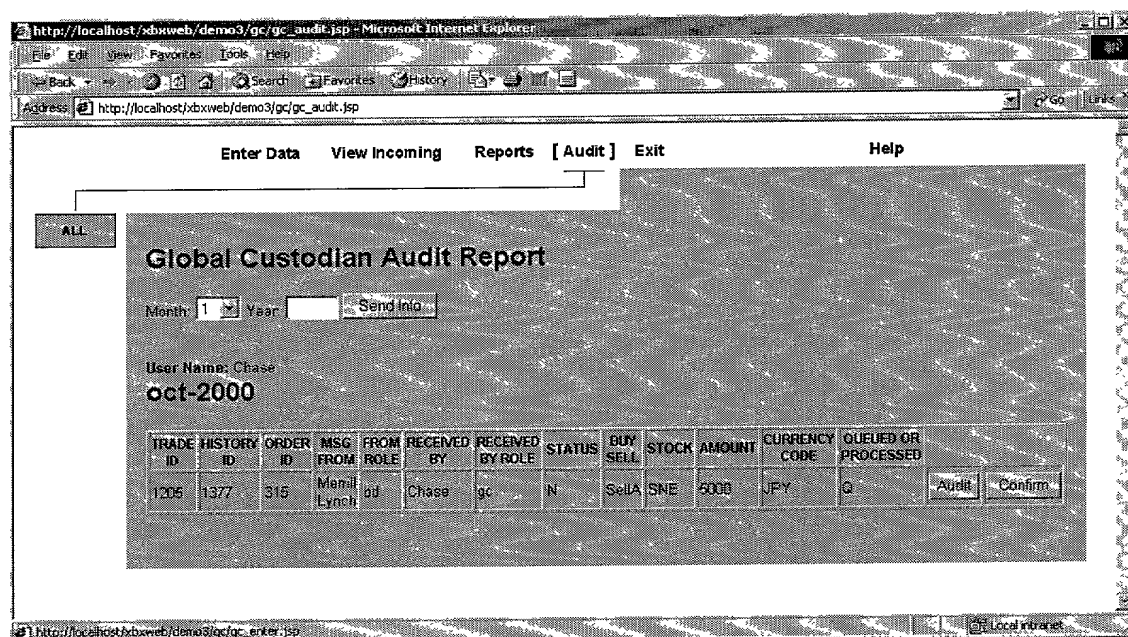 http://localhost/xbxweb/demo3/gc/gc_audit.jsp - Microsoft Internet Explorer
File Edit View Favorites Tools Help
Back Search Favorites History
Address http://localhost/xbxweb/demo3/gc/gc_audit.jsp Go Links
Enter Data View Incoming Reports [ Audit ] Exit Help
ALL
Global Custodian Audit Report
Month: 1 Year: Send Info
User Name: Chase
oct-2000
TRADE ID HISTORY ID ORDER ID MSG FROM FROM ROLE RECEIVED BY RECEIVED BY ROLE STATUS BUY SELL STOCK AMOUNT CURRENCY CODE QUEUED OR PROCESSED
1205 1377 315 Merrill Lynch Chase gc N SellA SNE 5000 JPY Q Audit Confirm
http://localhost/xbxweb/demo3/gc/gc_enter.jsp Local intranet